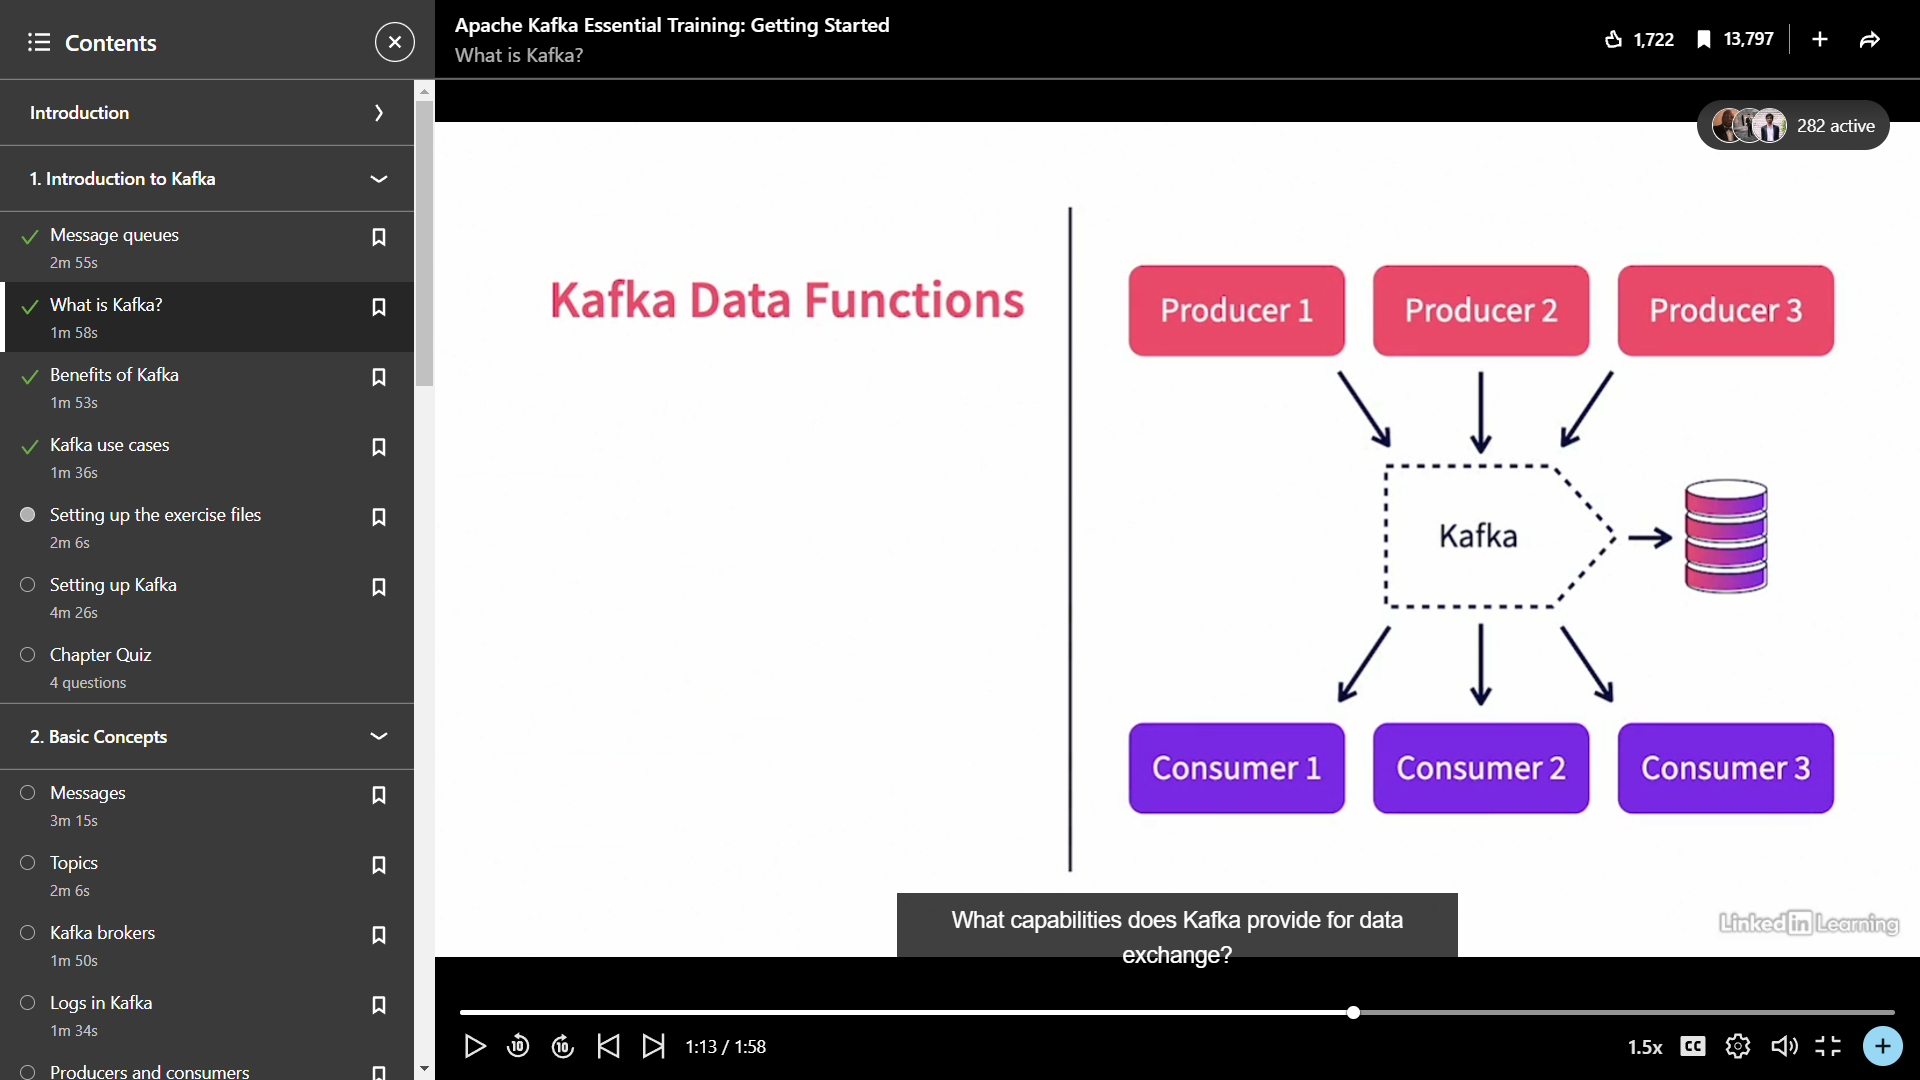 Contents
Introduction
1. Introduction to Kafka
Message queues
2m 55s
What is Kafka?
1m 58s
Benefits of Kafka
1m 53s
Kafka use cases
1m 36s
Setting up the exercise files
2m 6s
Setting up Kafka
4m 26s
Chapter Quiz
4 questions
2. Basic Concepts
Messages
3m 15s
Topics
2m 6s
Kafka brokers
1m 50s
Logs in Kafka
1m 34s
Producers and consumers
Apache Kafka Essential Training: Getting Started
What is Kafka?
1,722
13,797
282 active
Kafka Data Functions
Producer 1
Producer 2
Producer 3
Kafka
Consumer 1
Consumer 2
Consumer 3
What capabilities does Kafka provide for data
exchange?
Linked in Learning
10
10
1:13 / 1:58
1.5x
CC